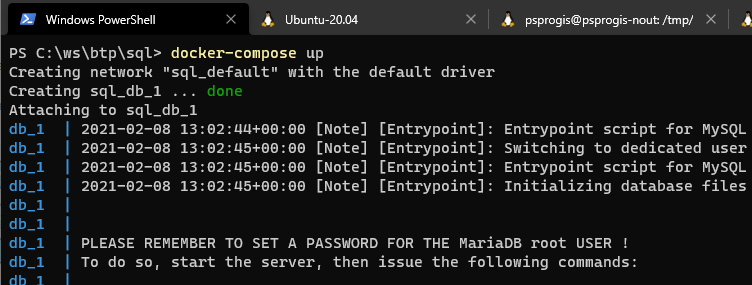 Windows PowerShell
Ubuntu-20.04
psprogis@psprogis-nout: /tmp/
PS C:\ws\btp\sql> docker-compose up
Creating network "sql_default" with the default driver
Creating sql_db_1 ... done
Attaching to sql_db_1
db_1 | 2021-02-08 13:02:44+00:00 [Note] [Entrypoint]: Entrypoint script for MySQL
db_1 | 2021-02-08 13:02:45+00:00 [Note] [Entrypoint]: Switching to dedicated user
db_1 | 2021-02-08 13:02:45+00:00 [Note] [Entrypoint]: Entrypoint script for MySQL
db_1 | 2021-02-08 13:02:45+00:00 [Note] [Entrypoint]: Initializing database files
db_1 |
db_1 |
db_1 | PLEASE REMEMBER TO SET A PASSWORD FOR THE MariaDB root USER !
db_1 | To do so, start the server, then issue the following commands:
db_1 |